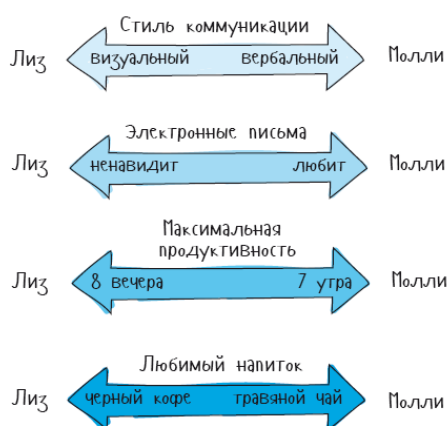 Стиль коммуникации
Лиз визуальный вербальный Молли
Электронные письма
Лиз ненавидит любит Молли
Максимальная
продуктивность
Лиз 8 вечера 7 утра Молли
Любимый напиток
Лиз черный кофе травяной чай Молли